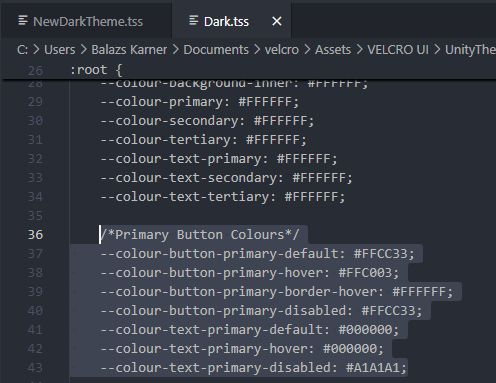 NewDarkTheme.tss
Dark.tss
C: > Users > Balazs Karner > Documents > velcro > Assets > VELCRO UI > UnityThe
26 :root {
28 --colour-background-inner: #FFFFFF;
29 --colour-primary: #FFFFFF;
30 --colour-secondary: #FFFFFF;
31 --colour-tertiary: #FFFFFF;
32 --colour-text-primary: #FFFFFF;
33 --colour-text-secondary: #FFFFFF;
34 --colour-text-tertiary: #FFFFFF;
35
36 /*Primary Button Colours*/
37 --colour-button-primary-default: #FFCC33;
38 --colour-button-primary-hover: #FFC003;
39 --colour-button-primary-border-hover: #FFFFFF;
40 --colour-button-primary-disabled: #FFCC33;
41 --colour-text-primary-default: #000000;
42 --colour-text-primary-hover: #000000;
43 --colour-text-primary-disabled: #A1A1A1;